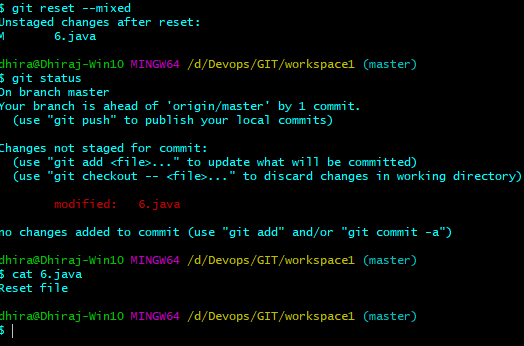 $ git reset --mixed
Unstaged changes after reset:
M       6.java
dhira@Dhiraj-Win10 MINGW64 /d/Devops/GIT/workspace1 (master)
$ git status
On branch master
Your branch is ahead of 'origin/master' by 1 commit.
  (use "git push" to publish your local commits)
Changes not staged for commit:
  (use "git add <file>..." to update what will be committed)
  (use "git checkout -- <file>..." to discard changes in working directory)
        modified:   6.java
no changes added to commit (use "git add" and/or "git commit -a")
dhira@Dhiraj-Win10 MINGW64 /d/Devops/GIT/workspace1 (master)
$ cat 6.java
Reset file
dhira@Dhiraj-Win10 MINGW64 /d/Devops/GIT/workspace1 (master)
$